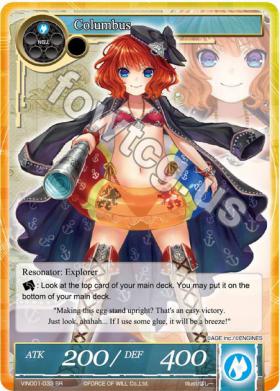 Columbus
WILL
forcetcgplus
Resonator: Explorer
: Look at the top card of your main deck. You may put it on the
bottom of your main deck.
"Making this egg stand upright? That's an easy victory.
Just look, ahahah... If I use some glue, it will be a breeze!"
ATK 200/ DEF 400
VIN001-033 SR
©FORCE OF WILL Co.,Ltd.